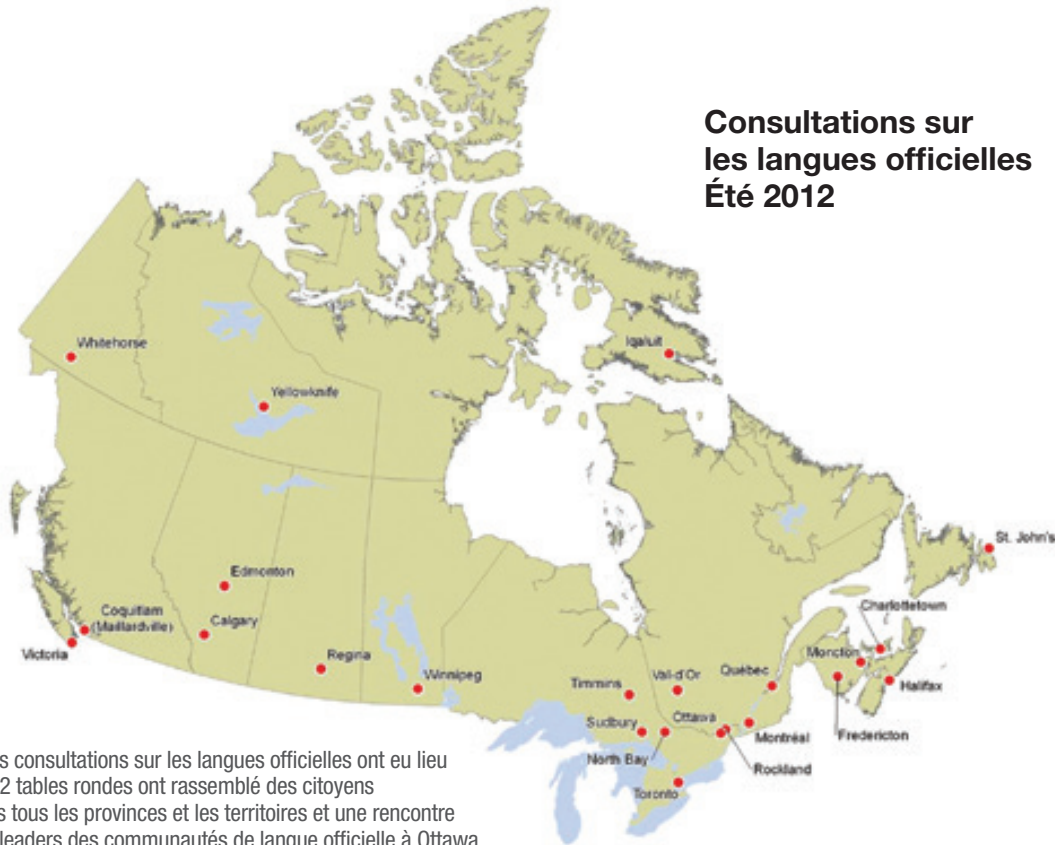 Consultations sur
les langues officielles
Été 2012
Whitehorse
Iqaluit
Yellowknife
St. John's
Edmonton
Charlottetown
Coquitlam
(Maillardville)
Calgary
Victoria
Regina
Moncton
Winnipeg
Timmins
Val-d'Or
Québec
Halifax
Sudbury
Ottawa
Montréal
Fredericton
North Bay
Rockland
Toronto
s consultations sur les langues officielles ont eu lieu
2 tables rondes ont rassemblé des citoyens
s tous les provinces et les territoires et une rencontre
leaders des communautés de langue officielle à Ottawa